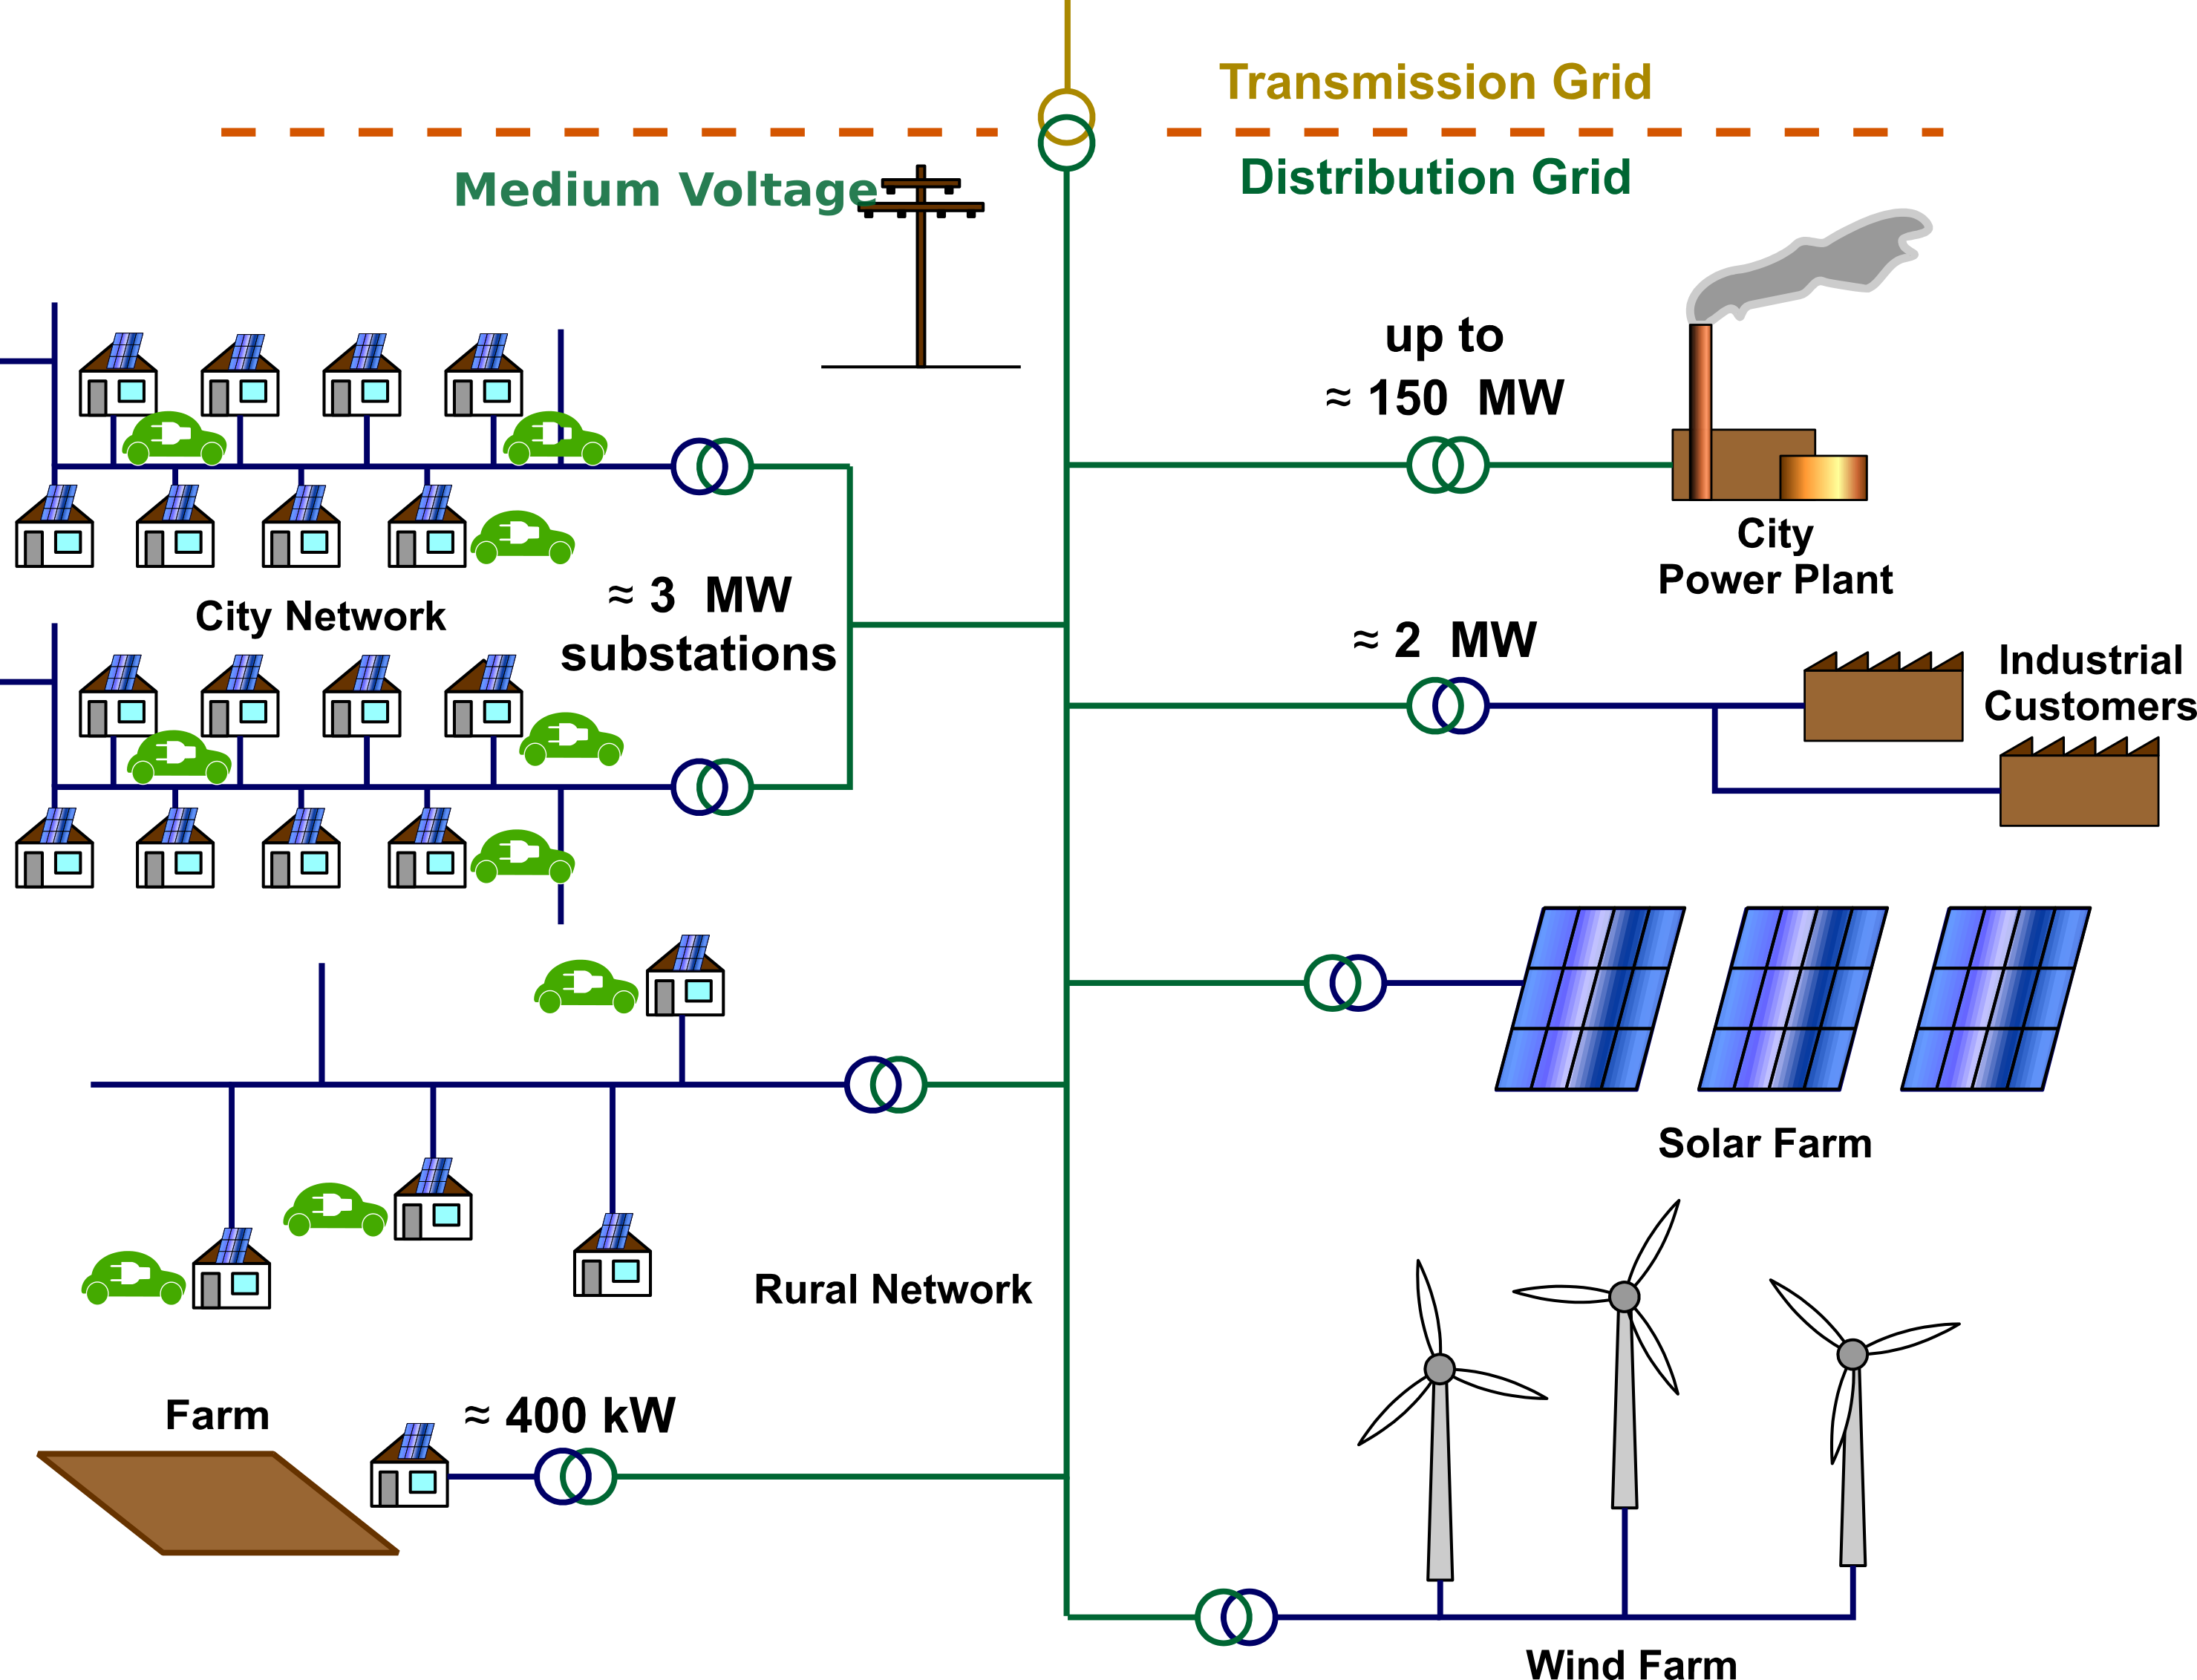 Transmission Grid
Distribution Grid
Medium Voltage
up to
≈ 150 MW
City
Power Plant
City Network
≈ 3 MW
substations
≈ 2 MW
Industrial
Customers
Solar Farm
Rural Network
Farm
≈ 400 kW
Wind Farm